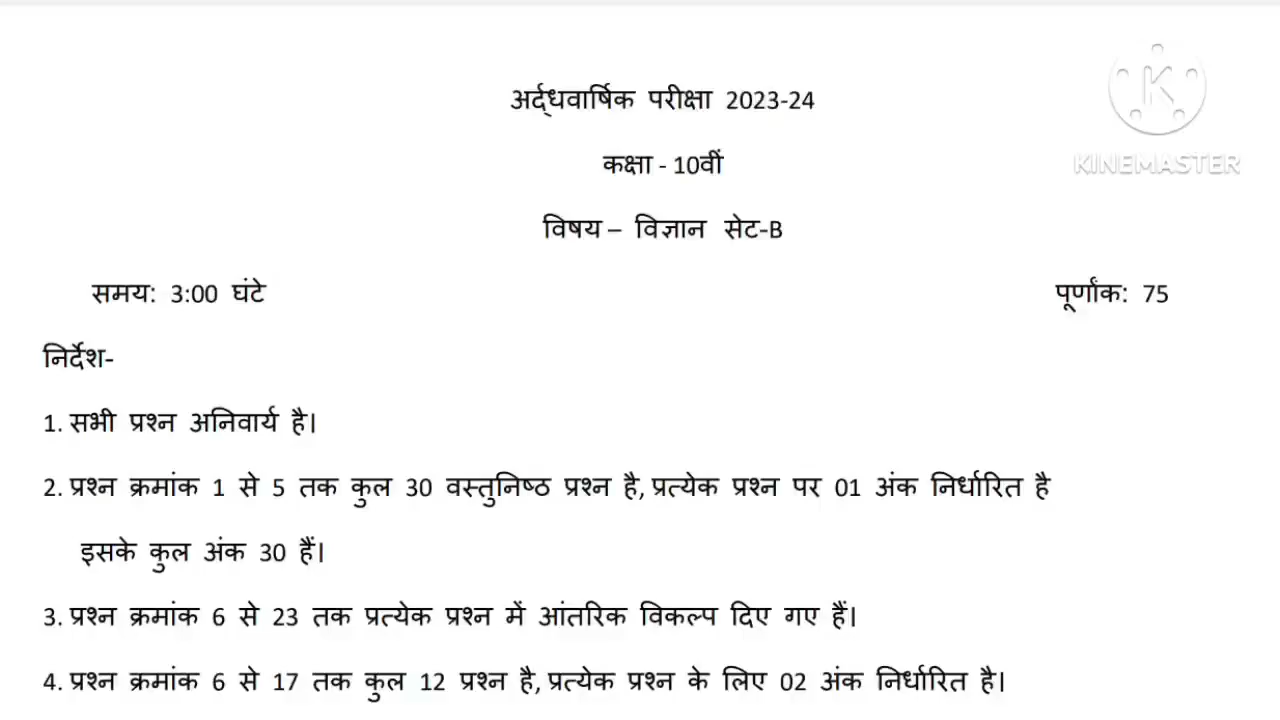 अर्द्धवार्षिक परीक्षा 2023-24
KINEMASTER
कक्षा - 10वीं
विषय – विज्ञान सेट-B
समय: 3:00 घंटे पूर्णांक: 75
निर्देश-
1. सभी प्रश्न अनिवार्य है।
2. प्रश्न क्रमांक 1 से 5 तक कुल 30 वस्तुनिष्ठ प्रश्न है, प्रत्येक प्रश्न पर 01 अंक निर्धारित है
इसके कुल अंक 30 हैं।
3. प्रश्न क्रमांक 6 से 23 तक प्रत्येक प्रश्न में आंतरिक विकल्प दिए गए हैं।
4. प्रश्न क्रमांक 6 से 17 तक कुल 12 प्रश्न है, प्रत्येक प्रश्न के लिए 02 अंक निर्धारित है।